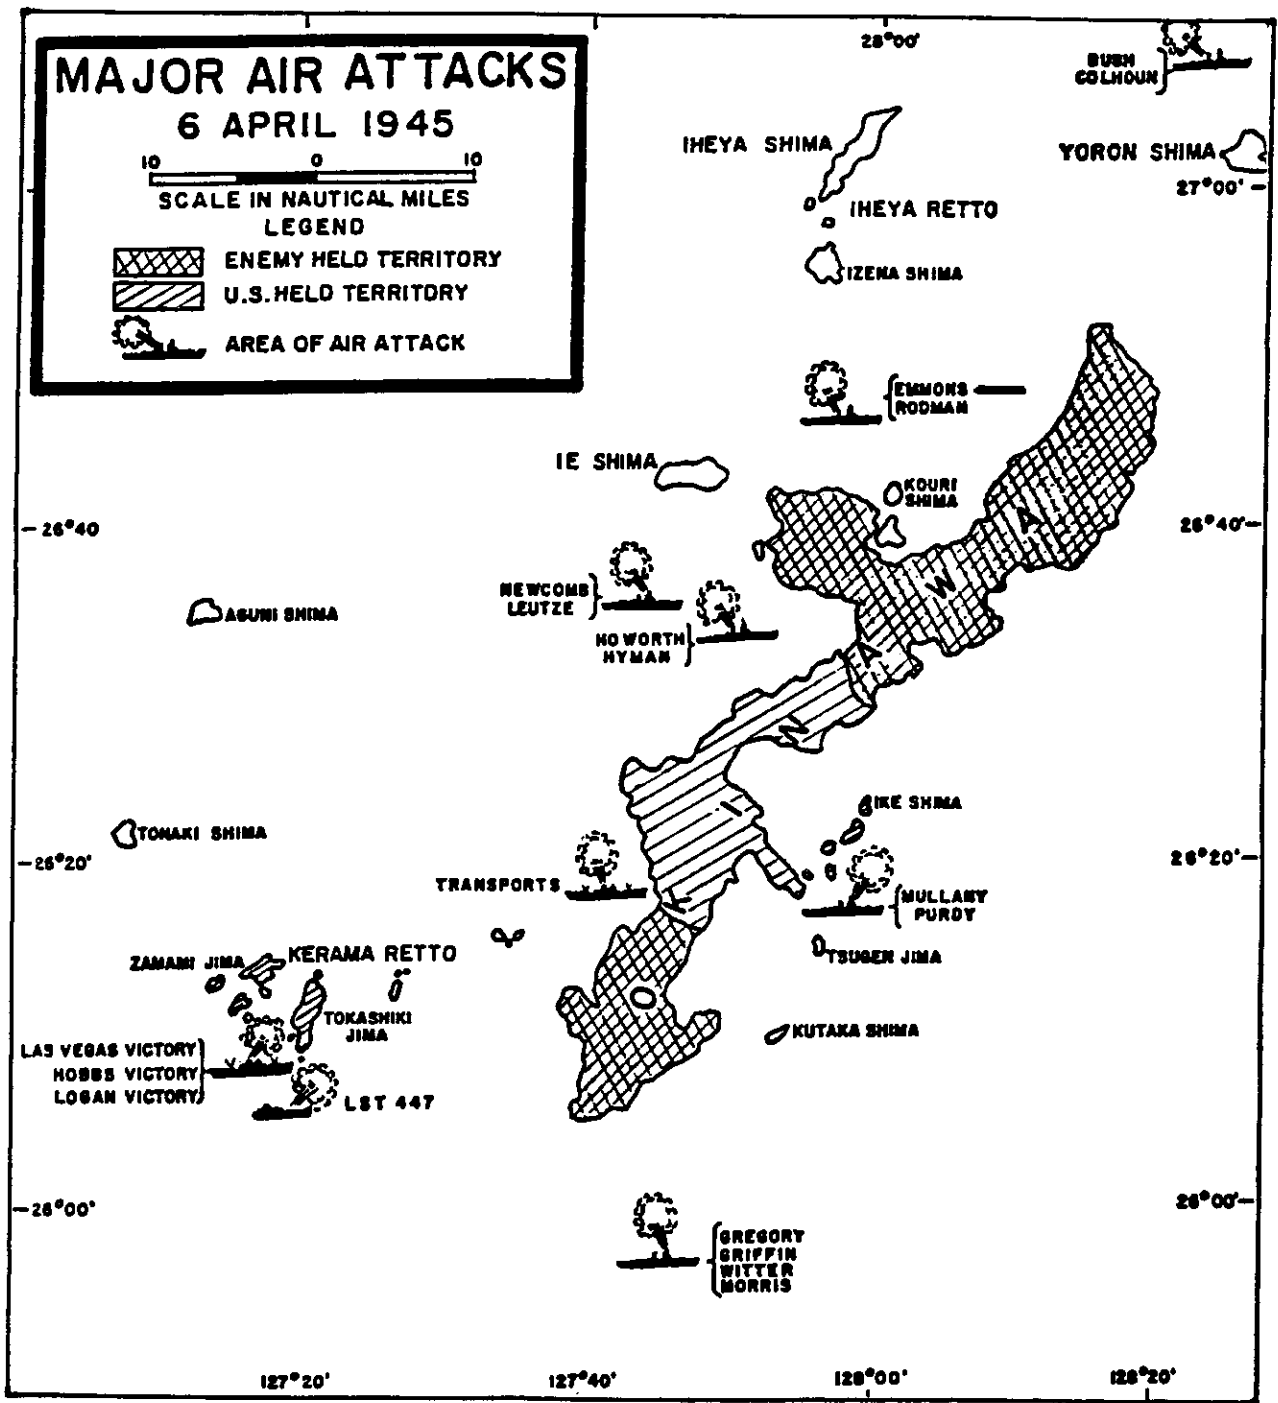 MAJOR AIR ATTACKS
6 APRIL 1945
10 0 10
SCALE IN NAUTICAL MILES
LEGEND
ENEMY HELD TERRITORY
U.S. HELD TERRITORY
AREA OF AIR ATTACK
28°00'
BUSH
COLHOUN
IHEYA SHIMA
YORON SHIMA
27°00'
IHEYA RETTO
IZENA SHIMA
EMMONS
RODMAN
IE SHIMA
KOURI
SHIMA
26°40
26°40'
NEWCOMB
LEUTZE
HOWORTH
HYMAN
AGUNI SHIMA
OKINAWA
IKE SHIMA
TONAKI SHIMA
26°20'
26°20'
TRANSPORTS
MULLANY
PURDY
TSUGEN JIMA
ZAMAMI JIMA
KERAMA RETTO
TOKASHIKI
JIMA
KUTAKA SHIMA
LAS VEGAS VICTORY
HOBBS VICTORY
LOGAN VICTORY
LST 447
26°00'
26°00'
GREGORY
GRIFFIN
WITTER
MORRIS
127°20'
127°40'
128°00'
128°20'